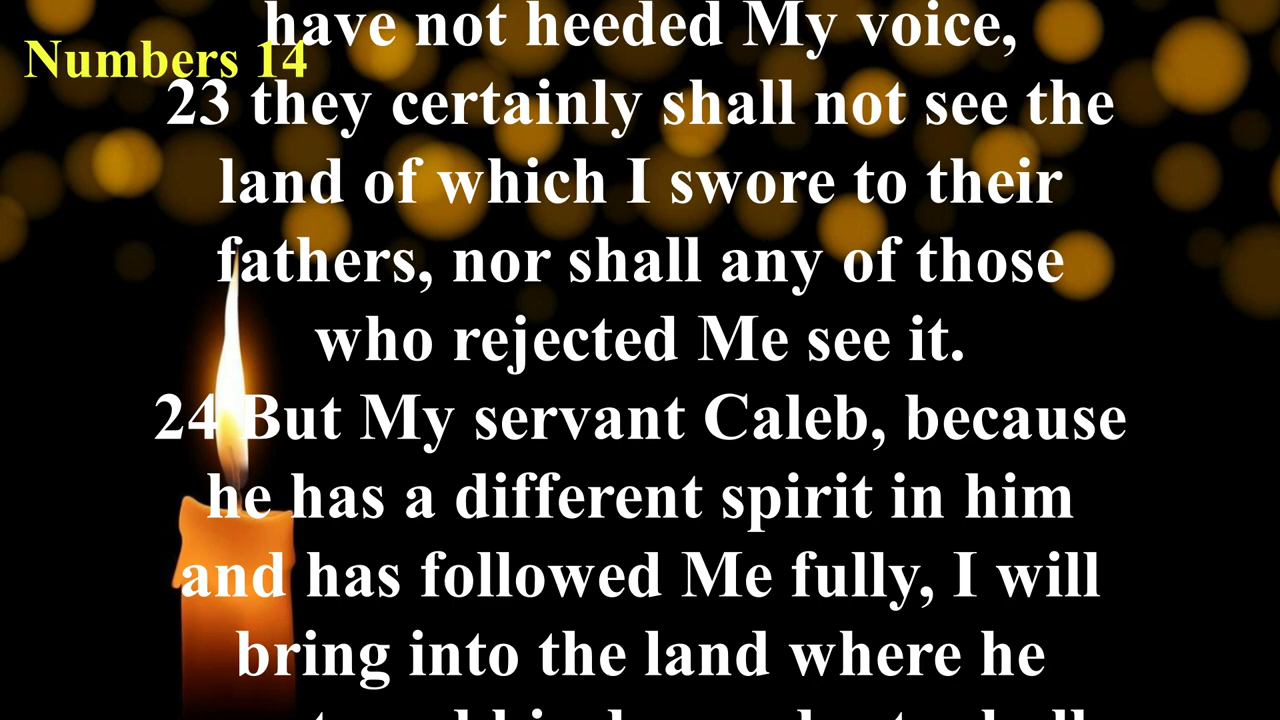 have not heeded My voice,
Numbers 14
23 they certainly shall not see the
land of which I swore to their
fathers, nor shall any of those
who rejected Me see it.
24 But My servant Caleb, because
he has a different spirit in him
and has followed Me fully, I will
bring into the land where he